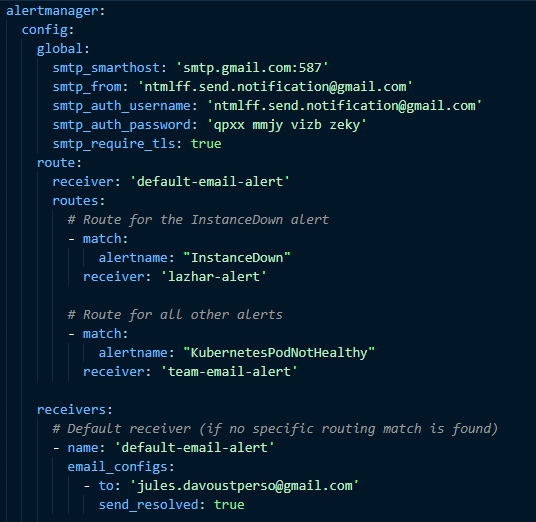 alertmanager:
config:
global:
smtp_smarthost: 'smtp.gmail.com:587'
smtp_from: 'ntmlff.send.notification@gmail.com'
smtp_auth_username: 'ntmlff.send.notification@gmail.com'
smtp_auth_password: 'qpxx mmjy vizb zeky'
smtp_require_tls: true
route:
receiver: 'default-email-alert'
routes:
# Route for the InstanceDown alert
- match:
alertname: "InstanceDown"
receiver: 'lazhar-alert'
# Route for all other alerts
- match:
alertname: "KubernetesPodNotHealthy"
receiver: 'team-email-alert'
receivers:
# Default receiver (if no specific routing match is found)
- name: 'default-email-alert'
email_configs:
- to: 'jules.davoustperso@gmail.com'
send_resolved: true